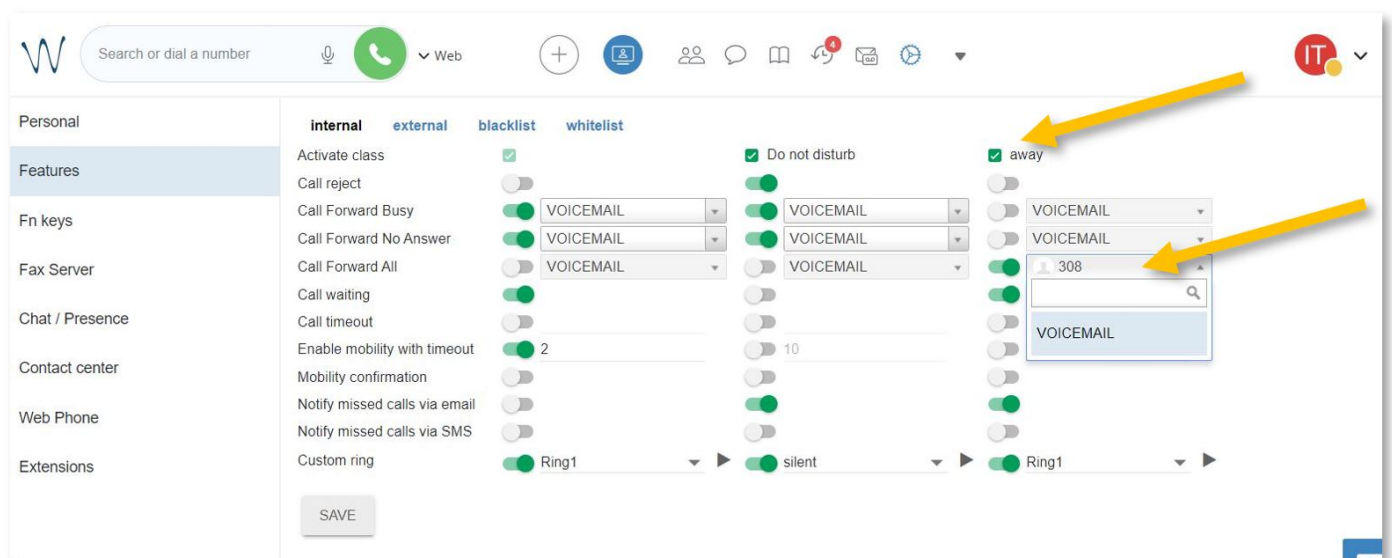 W Search or dial a number Web 4 IT
Personal
Features
Fn keys
Fax Server
Chat / Presence
Contact center
Web Phone
Extensions
internal external blacklist whitelist
Activate class Do not disturb away
Call reject
Call Forward Busy VOICEMAIL VOICEMAIL VOICEMAIL
Call Forward No Answer VOICEMAIL VOICEMAIL VOICEMAIL
Call Forward All VOICEMAIL VOICEMAIL 308
Call waiting
Call timeout VOICEMAIL
Enable mobility with timeout 2 10
Mobility confirmation
Notify missed calls via email
Notify missed calls via SMS
Custom ring Ring1 silent Ring1
SAVE